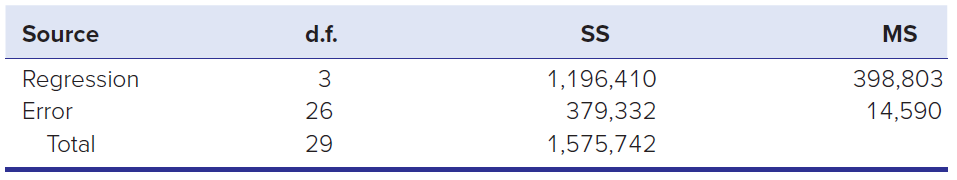 Source d.f. SS MS
Regression 3 1,196,410 398,803
Error 26 379,332 14,590
Total 29 1,575,742